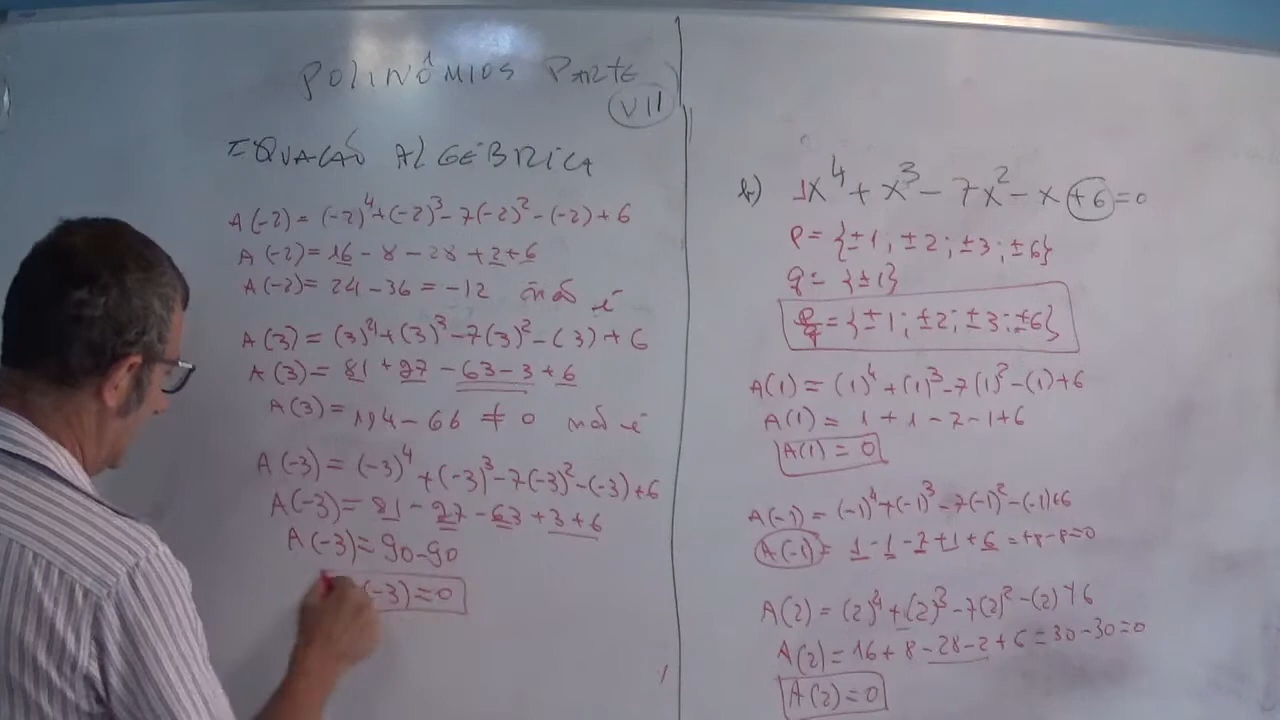 POLINÔMIOS PARTE
VII
EQUAÇÃO ALGÉBRICA
A(-2) = (-2)⁴+(-2)³-7(-2)²-(-2)+6
A(-2) = 16 - 8 - 28 + 2 + 6
A(-2) = 24 - 36 = -12 não é
A(3) = (3)⁴+(3)³-7(3)²-(3)+6
A(3) = 81 + 27 - 63 - 3 + 6
A(3) = 114 - 66 ≠ 0 não é
A(-3) = (-3)⁴+(-3)³-7(-3)²-(-3)+6
A(-3) = 81 - 27 - 63 + 3 + 6
A(-3) = 90-90
(-3) = 0
b) 1x⁴ + x³ - 7x² - x +6 = 0
P = {±1; ±2; ±3; ±6}
q = {±1}
P/q = {±1; ±2; ±3; ±6}
A(1) = (1)⁴+(1)³-7(1)²-(1)+6
A(1) = 1 + 1 - 7 - 1 + 6
A(1) = 0
A(-1) = (-1)⁴+(-1)³-7(-1)²-(-1)+6
A(-1) = 1 - 1 - 7 + 1 + 6 = +8-8=0
A(2) = (2)⁴+(2)³-7(2)²-(2)+6
A(2) = 16 + 8 - 28 - 2 + 6 = 30-30=0
A(2) = 0